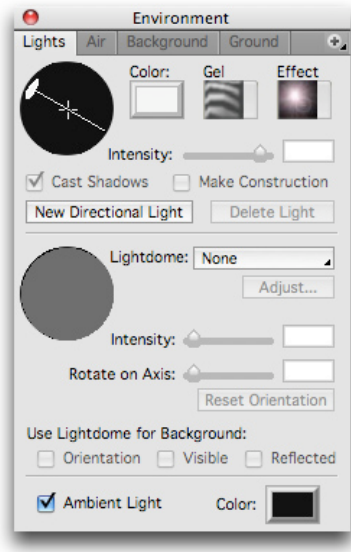 Environment
Lights Air Background Ground
Color: Gel Effect
Intensity:
Cast Shadows Make Construction
New Directional Light Delete Light
Lightdome: None
Adjust...
Intensity:
Rotate on Axis:
Reset Orientation
Use Lightdome for Background:
Orientation Visible Reflected
Ambient Light Color: